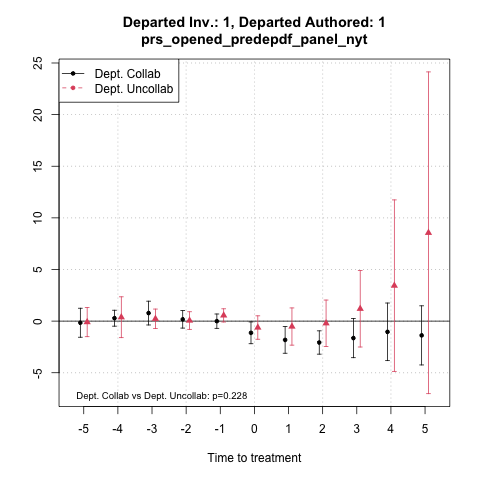 Departed Inv.: 1, Departed Authored: 1
prs_opened_predepdf_panel_nyt
25
20
15
10
5
0
-5
Dept. Collab
Dept. Uncollab
Dept. Collab vs Dept. Uncollab: p=0.228
-5 -4 -3 -2 -1 0 1 2 3 4 5
Time to treatment